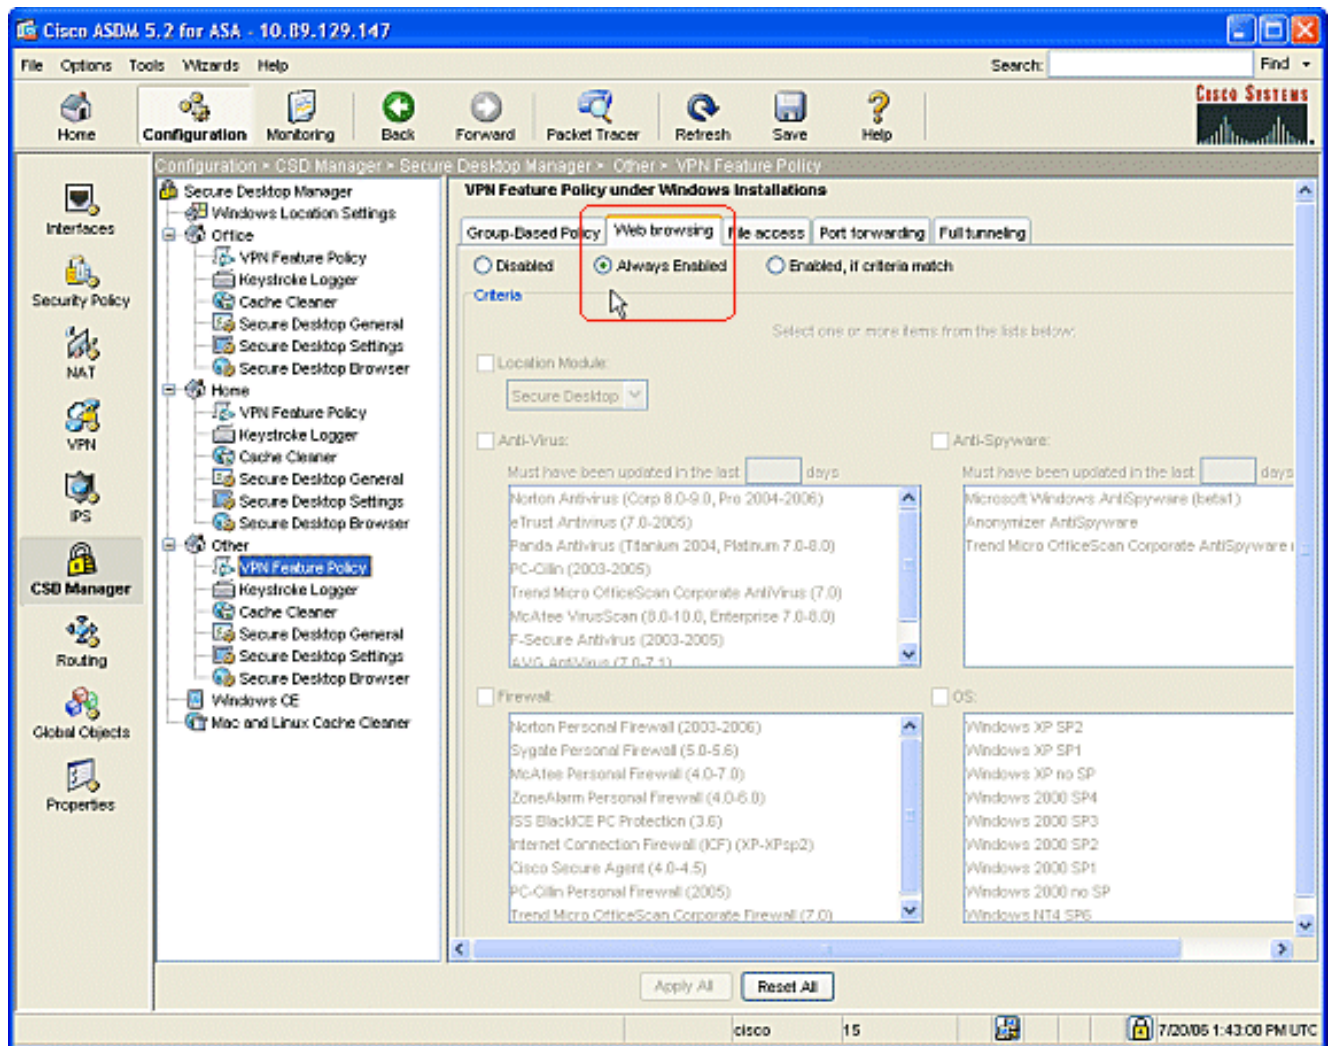 Cisco ASDM 5.2 for ASA - 10.89.129.147
File Options Tools Wizards Help Search: Find
Home Configuration Monitoring Back Forward Packet Tracer Refresh Save Help
CISCO SYSTEMS
Configuration > CSD Manager > Secure Desktop Manager > Other > VPN Feature Policy
Interfaces
Security Policy
NAT
VPN
IPS
CSD Manager
Routing
Global Objects
Properties
Secure Desktop Manager
Windows Location Settings
Office
VPN Feature Policy
Keystroke Logger
Cache Cleaner
Secure Desktop General
Secure Desktop Settings
Secure Desktop Browser
Home
VPN Feature Policy
Keystroke Logger
Cache Cleaner
Secure Desktop General
Secure Desktop Settings
Secure Desktop Browser
Other
VPN Feature Policy
Keystroke Logger
Cache Cleaner
Secure Desktop General
Secure Desktop Settings
Secure Desktop Browser
Windows CE
Mac and Linux Cache Cleaner
VPN Feature Policy under Windows Installations
Group-Based Policy Web browsing File access Port forwarding Full tunneling
Disabled Always Enabled Enabled, if criteria match
Criteria
Select one or more items from the lists below:
Location Module:
Secure Desktop
Anti-Virus:
Must have been updated in the last days
Norton Antivirus (Corp 8.0-9.0, Pro 2004-2006)
eTrust Antivirus (7.0-2005)
Panda Antivirus (Titanium 2004, Platinum 7.0-8.0)
PC-Cillin (2003-2005)
Trend Micro OfficeScan Corporate AntiVirus (7.0)
McAfee VirusScan (8.0-10.0, Enterprise 7.0-8.0)
F-Secure Antivirus (2003-2005)
AVG AntiVirus (7.0-7.1)
Anti-Spyware:
Must have been updated in the last days
Microsoft Windows AntiSpyware (beta1)
Anonymizer AntiSpyware
Trend Micro OfficeScan Corporate AntiSpyware
Firewall:
Norton Personal Firewall (2003-2006)
Sygate Personal Firewall (5.0-5.6)
McAfee Personal Firewall (4.0-7.0)
ZoneAlarm Personal Firewall (4.0-6.0)
ISS BlackICE PC Protection (3.6)
Internet Connection Firewall (ICF) (XP-XPsp2)
Cisco Secure Agent (4.0-4.5)
PC-Cillin Personal Firewall (2005)
Trend Micro OfficeScan Corporate Firewall (7.0)
OS:
Windows XP SP2
Windows XP SP1
Windows XP no SP
Windows 2000 SP4
Windows 2000 SP3
Windows 2000 SP2
Windows 2000 SP1
Windows 2000 no SP
Windows NT4 SP6
Apply All Reset All
cisco 15 7/20/06 1:43:00 PM UTC